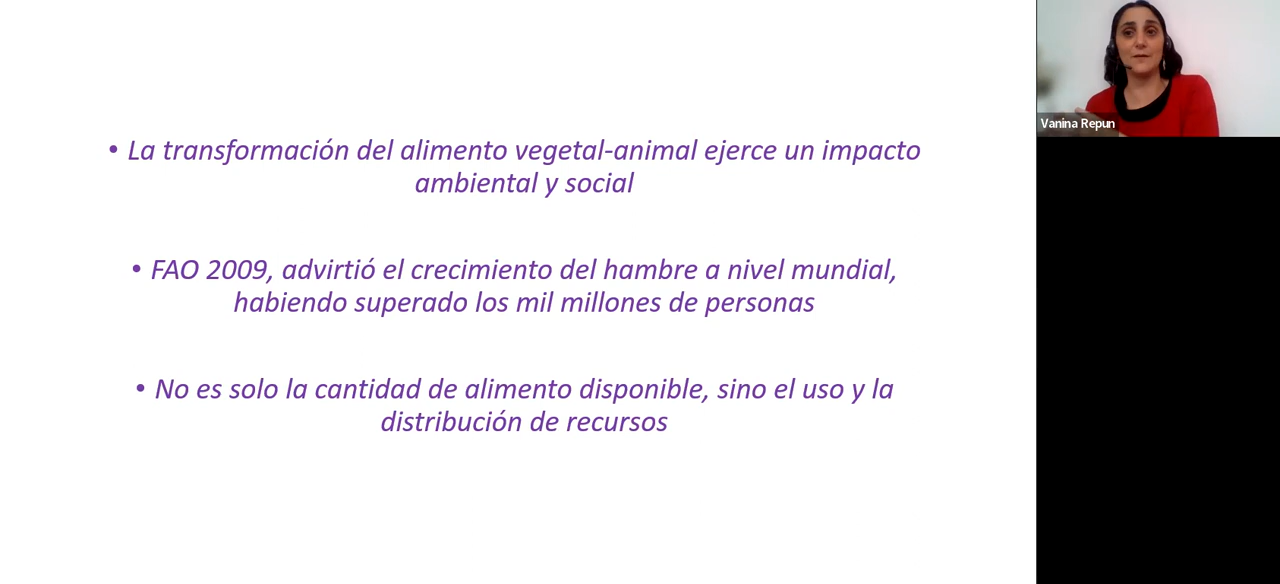 • La transformación del alimento vegetal-animal ejerce un impacto
ambiental y social
• FAO 2009, advirtió el crecimiento del hambre a nivel mundial,
habiendo superado los mil millones de personas
• No es solo la cantidad de alimento disponible, sino el uso y la
distribución de recursos
Vanina Repun